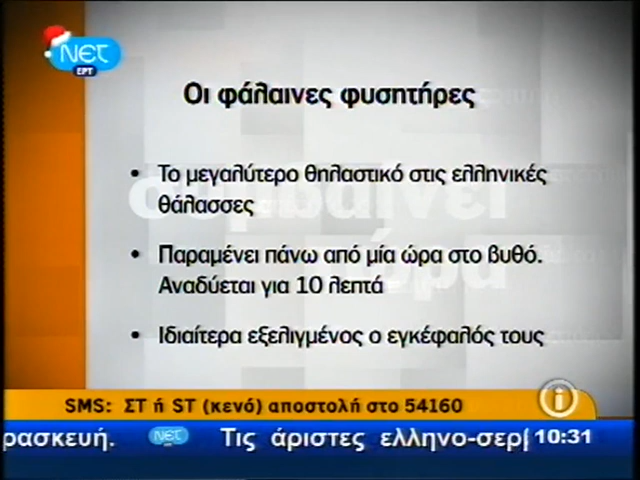 NET
ΕΡΤ
Οι φάλαινες φυσητήρες
• Το μεγαλύτερο θηλαστικό στις ελληνικές
θάλασσες
• Παραμένει πάνω από μία ώρα στο βυθό.
Αναδύεται για 10 λεπτά
• Ιδιαίτερα εξελιγμένος ο εγκέφαλός τους
συμβαίνει
τώρα
SMS: ΣΤ ή ST (κενό) αποστολή στο 54160
ρασκευή. NET Τις άριστες ελληνο-σερ 10:31